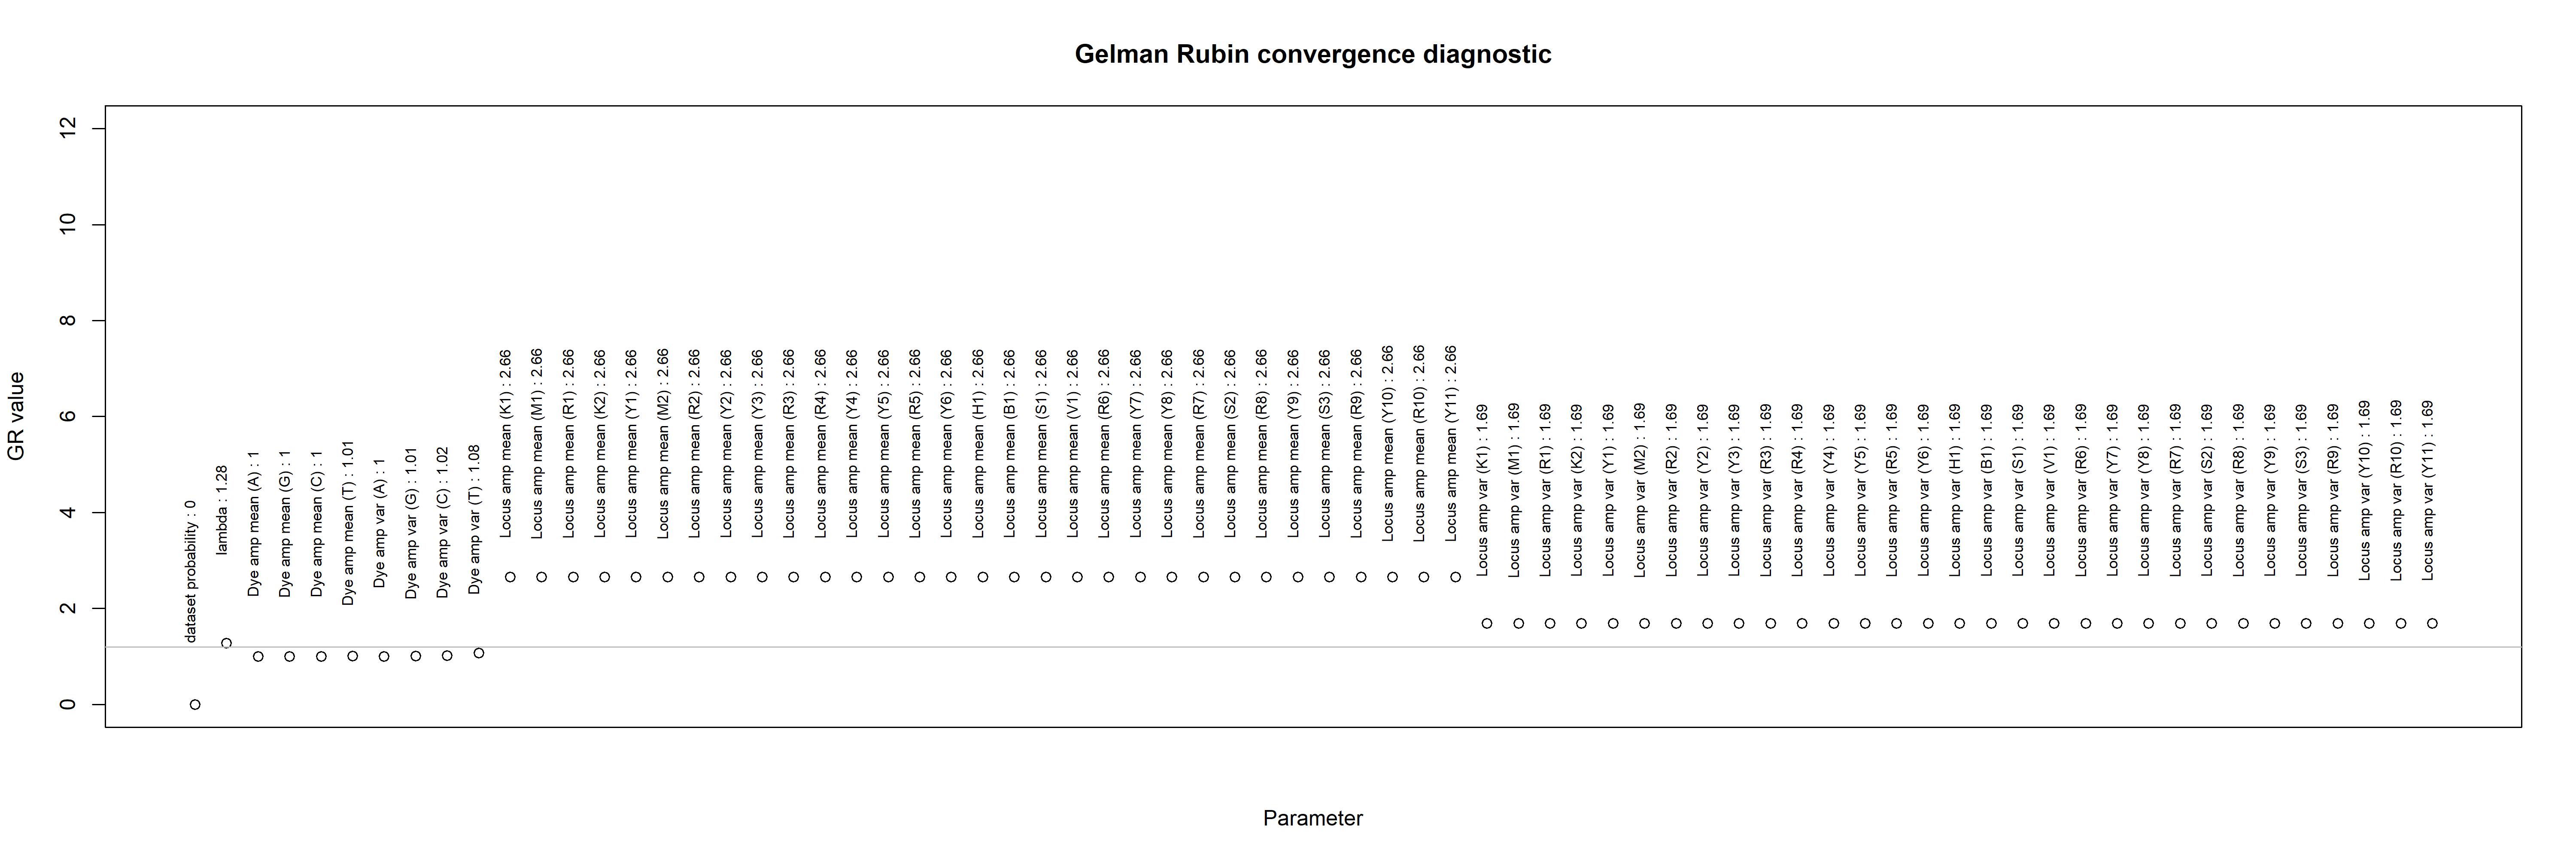 Gelman Rubin convergence diagnostic
GR value
12
10
8
6
4
2
0
dataset probability : 0
lambda : 1.28
Dye amp mean (A) : 1
Dye amp mean (G) : 1
Dye amp mean (C) : 1
Dye amp mean (T) : 1.01
Dye amp var (A) : 1
Dye amp var (G) : 1.01
Dye amp var (C) : 1.02
Dye amp var (T) : 1.08
Locus amp mean (K1) : 2.66
Locus amp mean (M1) : 2.66
Locus amp mean (R1) : 2.66
Locus amp mean (K2) : 2.66
Locus amp mean (Y1) : 2.66
Locus amp mean (M2) : 2.66
Locus amp mean (R2) : 2.66
Locus amp mean (Y2) : 2.66
Locus amp mean (Y3) : 2.66
Locus amp mean (R3) : 2.66
Locus amp mean (R4) : 2.66
Locus amp mean (Y4) : 2.66
Locus amp mean (Y5) : 2.66
Locus amp mean (R5) : 2.66
Locus amp mean (Y6) : 2.66
Locus amp mean (H1) : 2.66
Locus amp mean (B1) : 2.66
Locus amp mean (S1) : 2.66
Locus amp mean (V1) : 2.66
Locus amp mean (R6) : 2.66
Locus amp mean (Y7) : 2.66
Locus amp mean (Y8) : 2.66
Locus amp mean (R7) : 2.66
Locus amp mean (S2) : 2.66
Locus amp mean (R8) : 2.66
Locus amp mean (Y9) : 2.66
Locus amp mean (S3) : 2.66
Locus amp mean (R9) : 2.66
Locus amp mean (Y10) : 2.66
Locus amp mean (R10) : 2.66
Locus amp mean (Y11) : 2.66
Locus amp var (K1) : 1.69
Locus amp var (M1) : 1.69
Locus amp var (R1) : 1.69
Locus amp var (K2) : 1.69
Locus amp var (Y1) : 1.69
Locus amp var (M2) : 1.69
Locus amp var (R2) : 1.69
Locus amp var (Y2) : 1.69
Locus amp var (Y3) : 1.69
Locus amp var (R3) : 1.69
Locus amp var (R4) : 1.69
Locus amp var (Y4) : 1.69
Locus amp var (Y5) : 1.69
Locus amp var (R5) : 1.69
Locus amp var (Y6) : 1.69
Locus amp var (H1) : 1.69
Locus amp var (B1) : 1.69
Locus amp var (S1) : 1.69
Locus amp var (V1) : 1.69
Locus amp var (R6) : 1.69
Locus amp var (Y7) : 1.69
Locus amp var (Y8) : 1.69
Locus amp var (R7) : 1.69
Locus amp var (S2) : 1.69
Locus amp var (R8) : 1.69
Locus amp var (Y9) : 1.69
Locus amp var (S3) : 1.69
Locus amp var (R9) : 1.69
Locus amp var (Y10) : 1.69
Locus amp var (R10) : 1.69
Locus amp var (Y11) : 1.69
Parameter